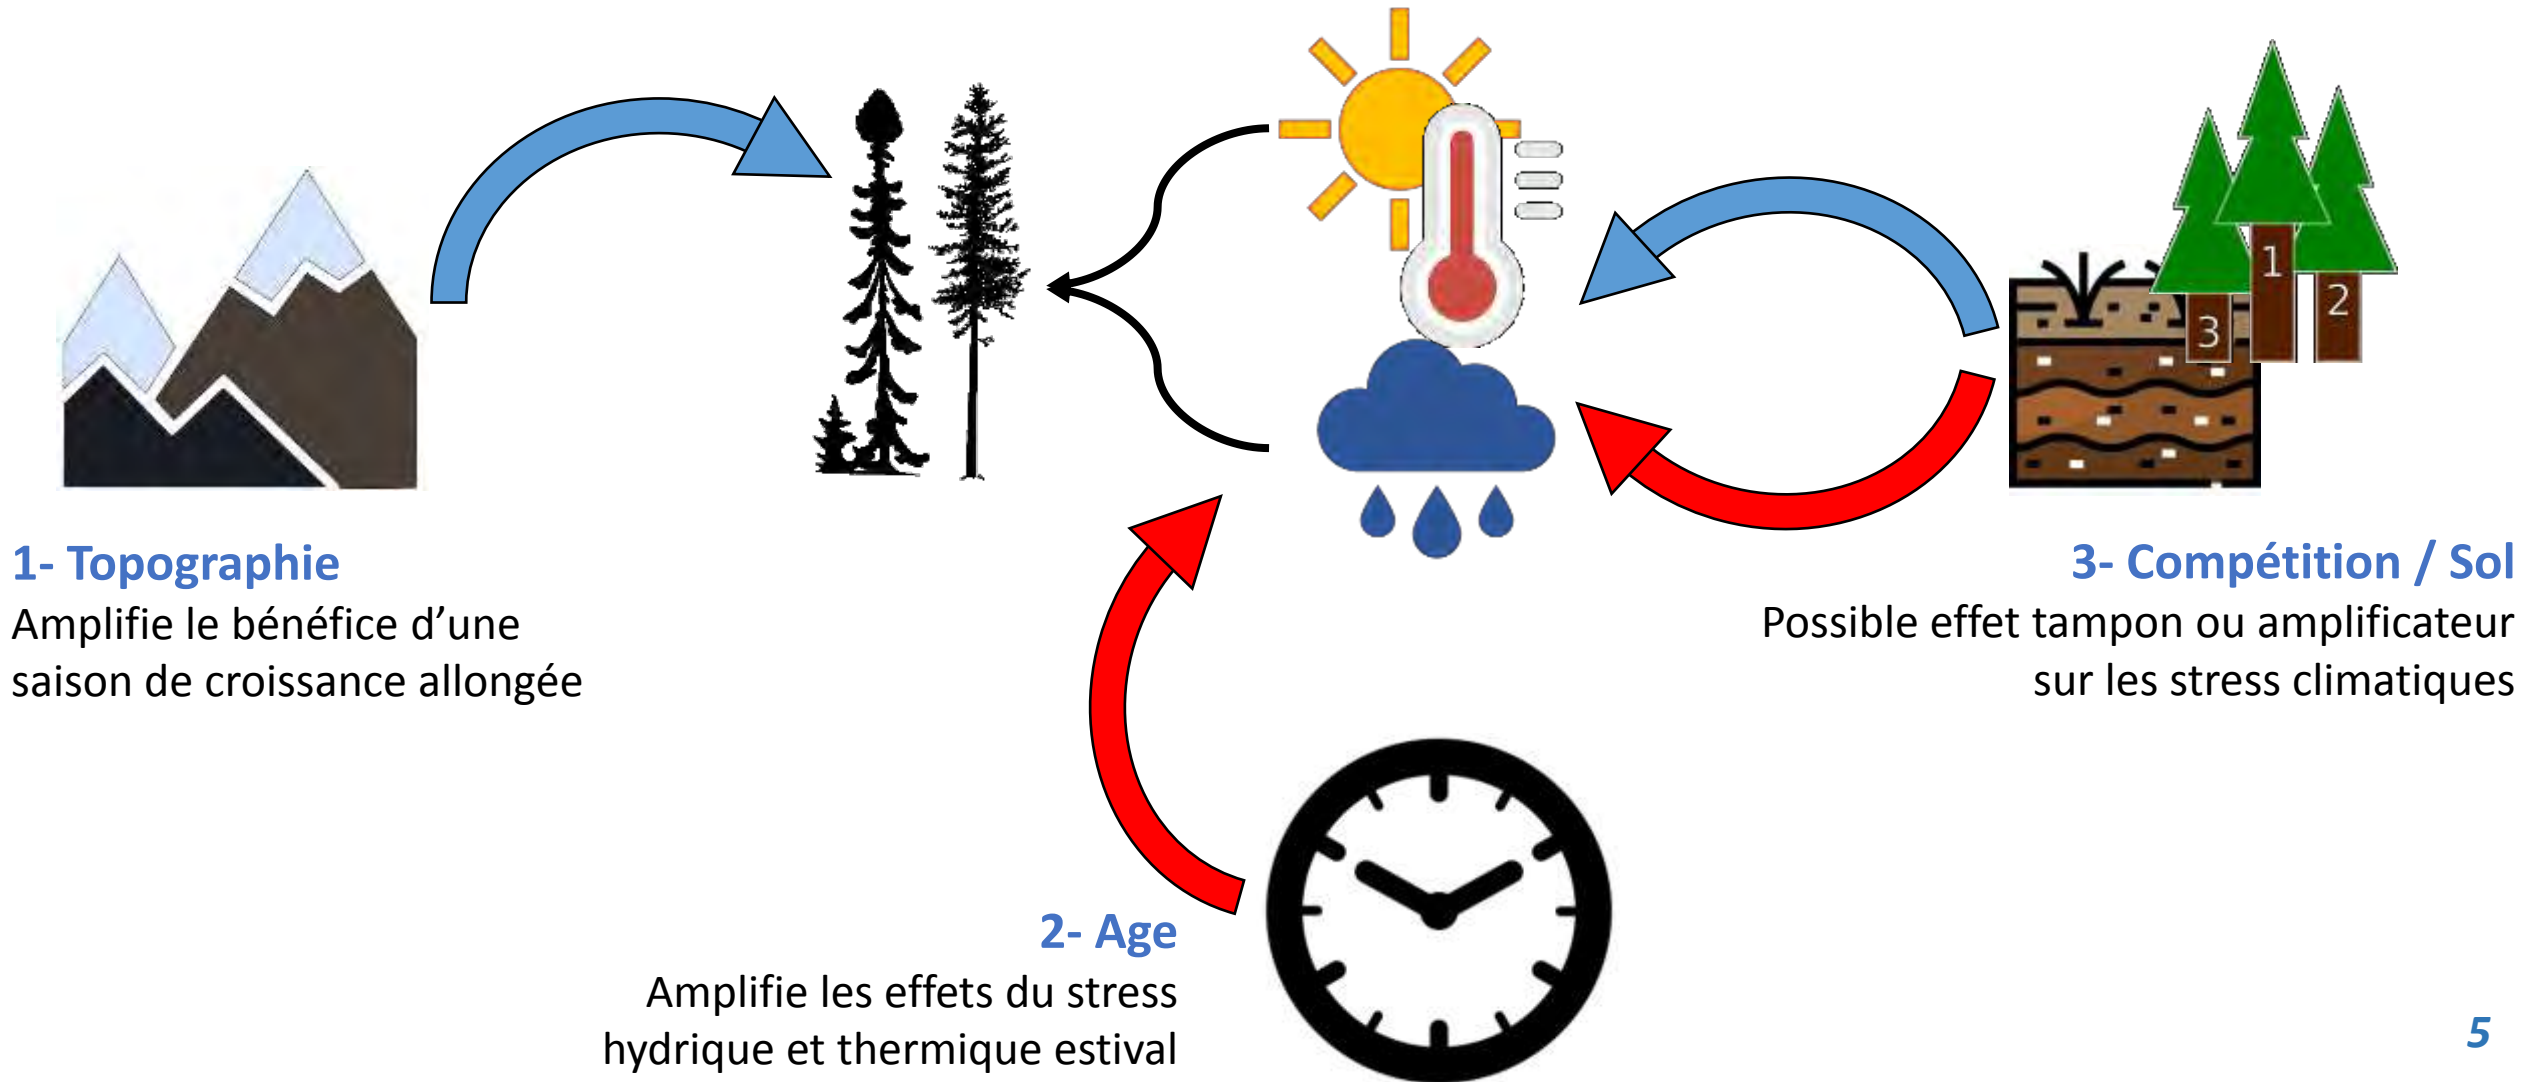 1- Topographie
Amplifie le bénéfice d’une
saison de croissance allongée
2- Age
Amplifie les effets du stress
hydrique et thermique estival
3- Compétition / Sol
Possible effet tampon ou amplificateur
sur les stress climatiques
1
2
3
5